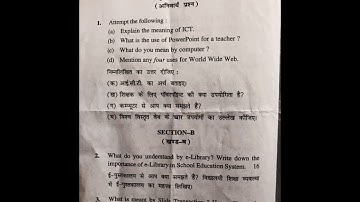 (अनिवार्य प्रश्न)
1. Attempt the following :
(a) Explain the meaning of ICT.
(b) What is the use of PowerPoint for a teacher ?
(c) What do you mean by computer ?
(d) Mention any four uses for World Wide Web.
निम्नलिखित का उत्तर दीजिए :
(क) आई.सी.टी. का अर्थ बताइए।
(ख) शिक्षक के लिए पॉवरपॉइंट की क्या उपयोगिता है?
(ग) कम्प्यूटर से आप क्या समझते हैं?
(घ) विश्व विस्तृत वेब के चार उपयोगों का उल्लेख कीजिए।
SECTION–B
(खण्ड-ब)
2. What do you understand by e-Library? Write down the
importance of e-Library in School Education System. 16
ई-पुस्तकालय से आप क्या समझते हैं? विद्यालयी शिक्षा व्यवस्था
में ई-पुस्तकालय का महत्व लिखिए।
3. What is meant by Slide